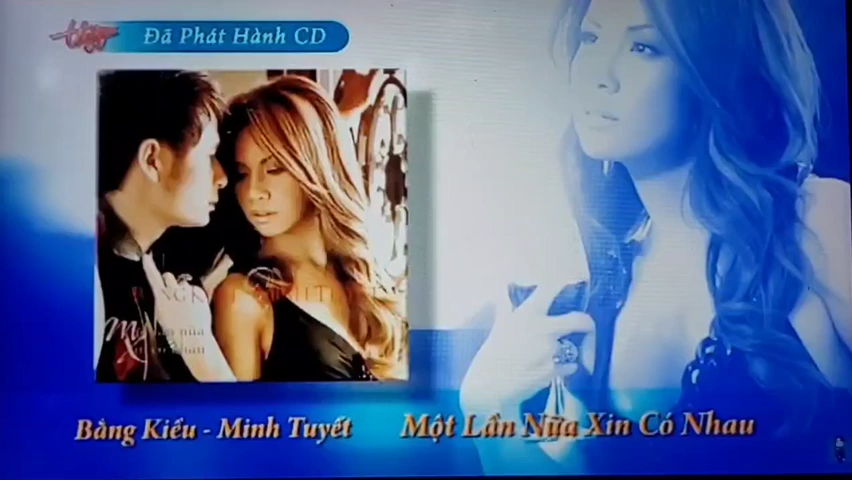 Đã Phát Hành CD
Bằng Kiều - Minh Tuyết
Một Lần Nữa Xin Có Nhau